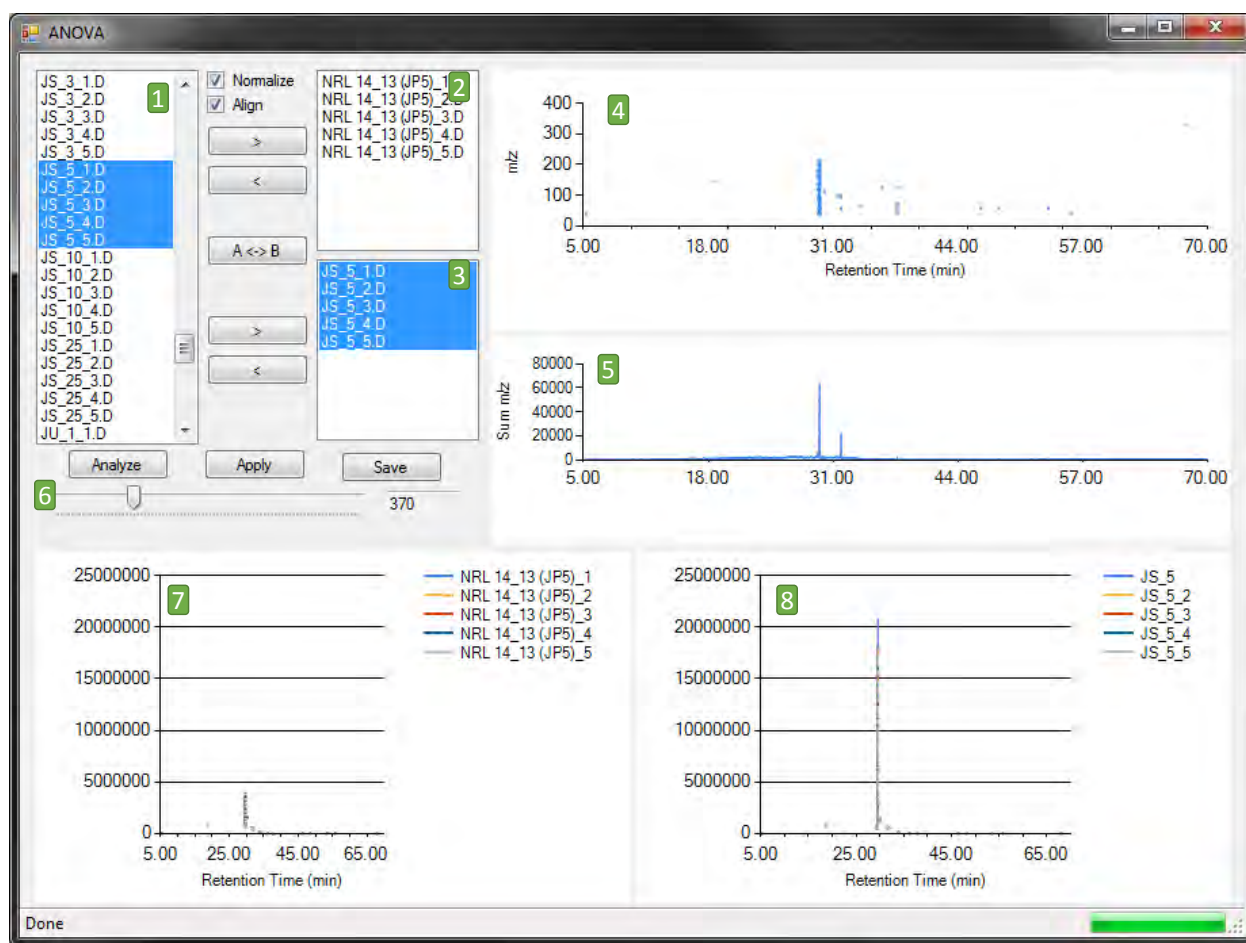 ANOVA
JS_3_1.D
JS_3_2.D
JS_3_3.D
JS_3_4.D
JS_3_5.D
JS_5_1.D
JS_5_2.D
JS_5_3.D
JS_5_4.D
JS_5_5.D
JS_10_1.D
JS_10_2.D
JS_10_3.D
JS_10_4.D
JS_10_5.D
JS_25_1.D
JS_25_2.D
JS_25_3.D
JS_25_4.D
JS_25_5.D
JU_1_1.D
1
Normalize
Align
>
<
A <-> B
>
<
NRL 14_13 (JP5)_1
NRL 14_13 (JP5)_2.D
NRL 14_13 (JP5)_3.D
NRL 14_13 (JP5)_4.D
NRL 14_13 (JP5)_5.D
2
JS_5_1.D
JS_5_2.D
JS_5_3.D
JS_5_4.D
JS_5_5.D
3
Analyze
Apply
Save
6
370
4
m/z
400
300
200
100
0
5.00 18.00 31.00 44.00 57.00 70.00
Retention Time (min)
5
Sum m/z
80000
60000
40000
20000
0
5.00 18.00 31.00 44.00 57.00 70.00
7
25000000
20000000
15000000
10000000
5000000
0
5.00 25.00 45.00 65.00
Retention Time (min)
NRL 14_13 (JP5)_1
NRL 14_13 (JP5)_2
NRL 14_13 (JP5)_3
NRL 14_13 (JP5)_4
NRL 14_13 (JP5)_5
8
25000000
20000000
15000000
10000000
5000000
0
5.00 25.00 45.00 65.00
Retention Time (min)
JS_5
JS_5_2
JS_5_3
JS_5_4
JS_5_5
Done